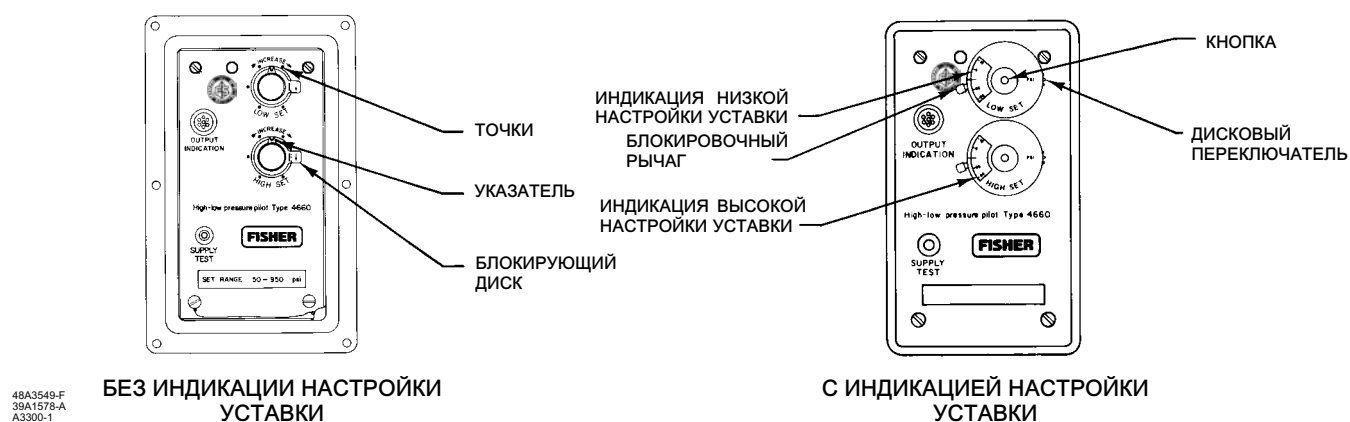 INCREASE
LOW SET
OUTPUT
INDICATION
INCREASE
HIGH SET
High-low pressure pilot Type 4660
FISHER
SUPPLY
TEST
SET RANGE 50-950 psi
ТОЧКИ
УКАЗАТЕЛЬ
БЛОКИРУЮЩИЙ
ДИСК
БЕЗ ИНДИКАЦИИ НАСТРОЙКИ
УСТАВКИ
ИНДИКАЦИЯ НИЗКОЙ
НАСТРОЙКИ УСТАВКИ
БЛОКИРОВОЧНЫЙ
РЫЧАГ
ИНДИКАЦИЯ ВЫСОКОЙ
НАСТРОЙКИ УСТАВКИ
PSI
LOW SET
OUTPUT
INDICATION
PSI
HIGH SET
High-low pressure pilot Type 4660
FISHER
SUPPLY
TEST
КНОПКА
ДИСКОВЫЙ
ПЕРЕКЛЮЧАТЕЛЬ
С ИНДИКАЦИЕЙ НАСТРОЙКИ
УСТАВКИ
48A3549-F
39A1578-A
A3300-1